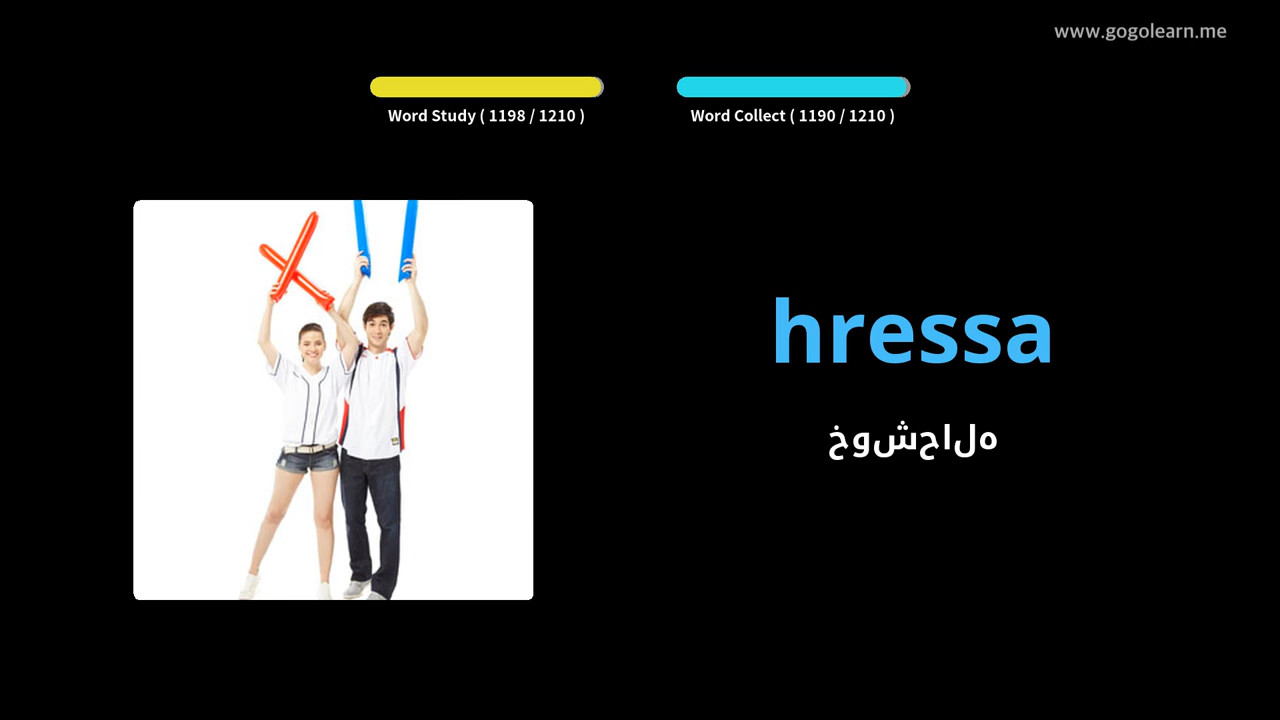 www.gogolearn.me
Word Study ( 1198 / 1210 )
Word Collect ( 1190 / 1210 )
hressa
خوشحاله